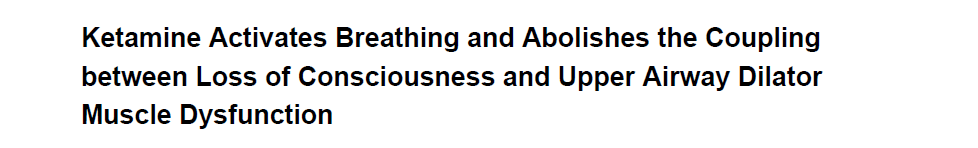 Ketamine Activates Breathing and Abolishes the Coupling
between Loss of Consciousness and Upper Airway Dilator
Muscle Dysfunction